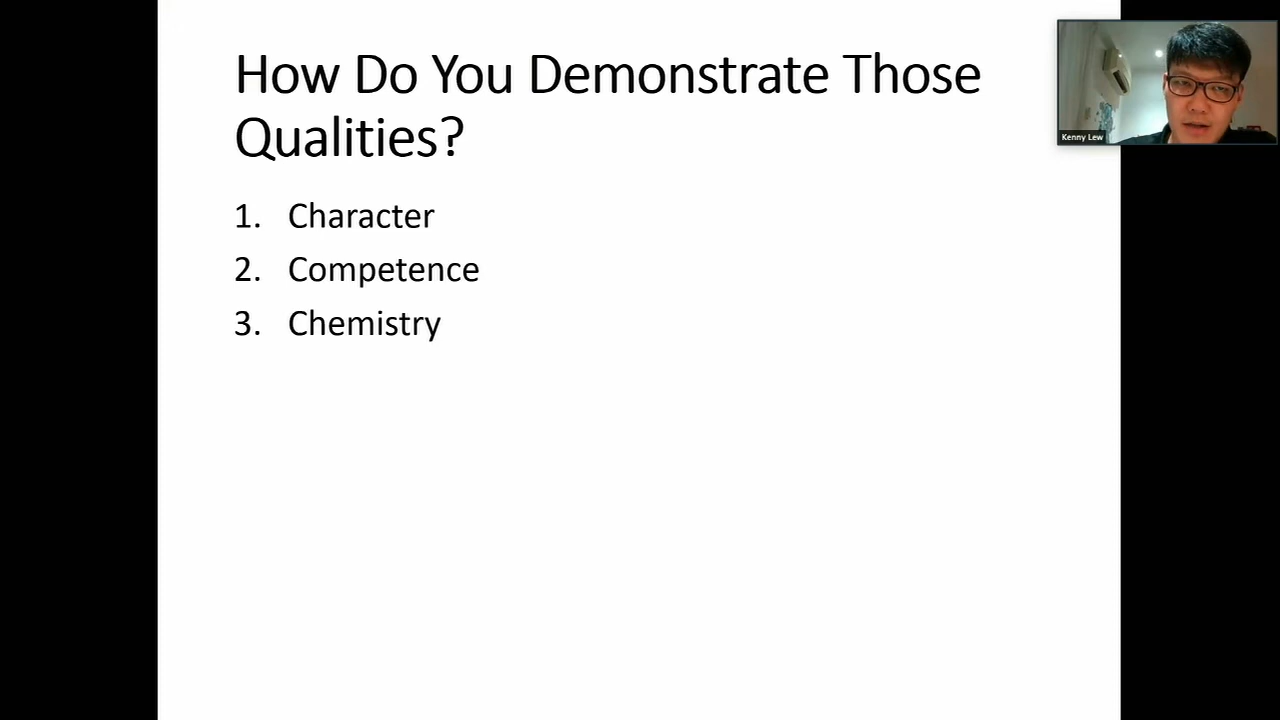 How Do You Demonstrate Those
Qualities?
1. Character
2. Competence
3. Chemistry
Kenny Lew